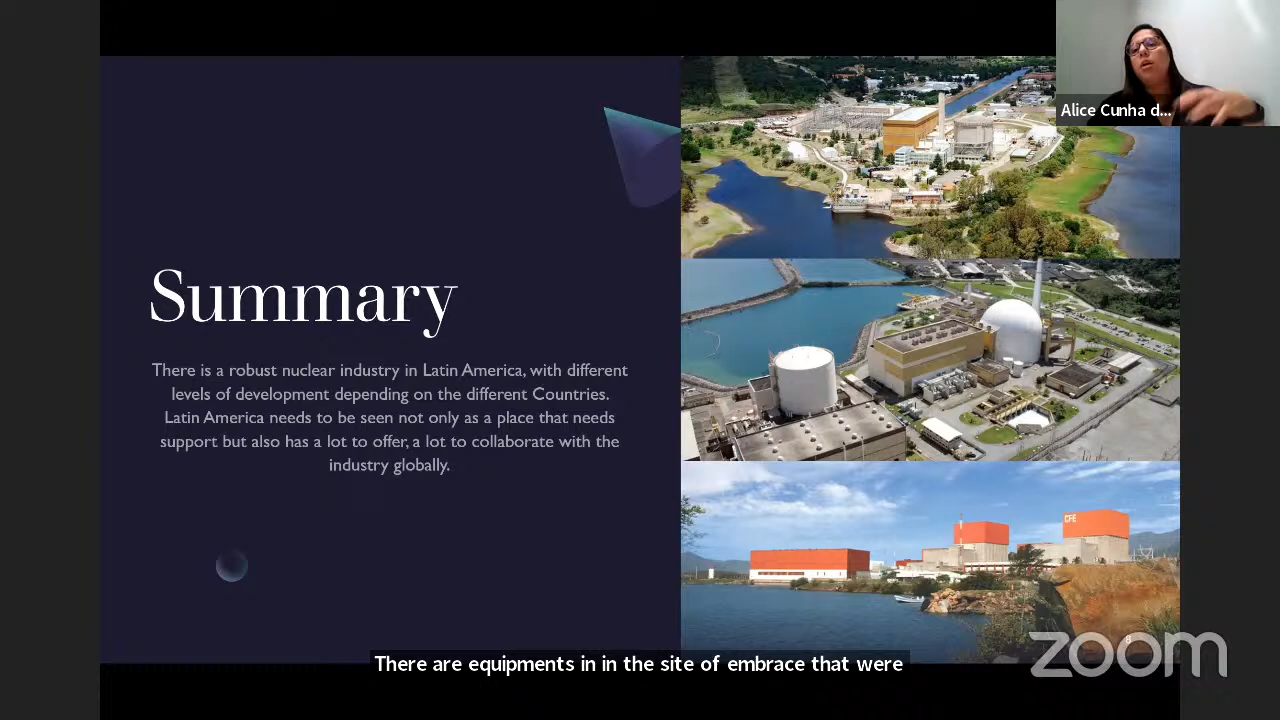 Alice Cunha d...
Summary
There is a robust nuclear industry in Latin America, with different
levels of development depending on the different Countries.
Latin America needs to be seen not only as a place that needs
support but also has a lot to offer, a lot to collaborate with the
industry globally.
CFE
8
There are equipments in in the site of embrace that were
zoom